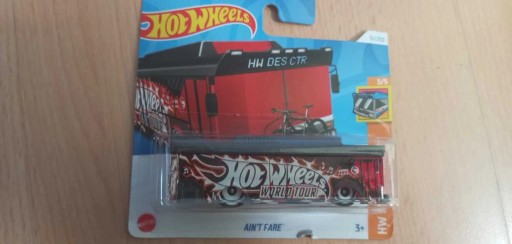 HOT WHEELS
HW DES CTR
5/5
HOT WHEELS
WORLD TOUR
AIN'T FARE
3+
HW